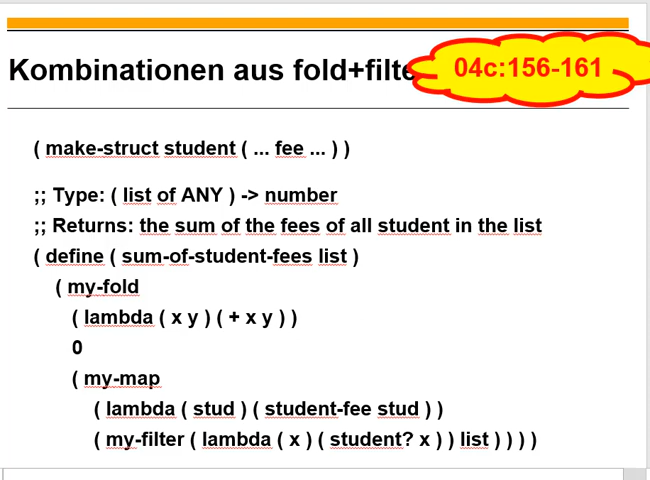 Kombinationen aus fold+filte
04c:156-161
( make-struct student ( ... fee ... ) )
;; Type: ( list of ANY ) -> number
;; Returns: the sum of the fees of all student in the list
( define ( sum-of-student-fees list )
( my-fold
( lambda ( x y ) ( + x y ) )
0
( my-map
( lambda ( stud ) ( student-fee stud ) )
( my-filter ( lambda ( x ) ( student? x ) ) list ) ) ) )